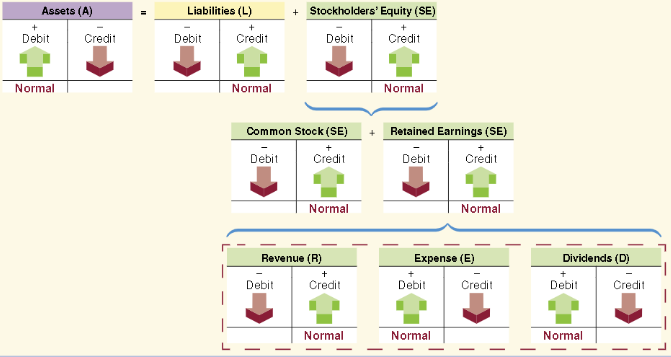 Assets (A) = Liabilities (L) + Stockholders' Equity (SE)
+ − − + − +
Debit Credit Debit Credit Debit Credit
Normal Normal Normal
Common Stock (SE) + Retained Earnings (SE)
− + − +
Debit Credit Debit Credit
Normal Normal
Revenue (R) Expense (E) Dividends (D)
− + + − + −
Debit Credit Debit Credit Debit Credit
Normal Normal Normal